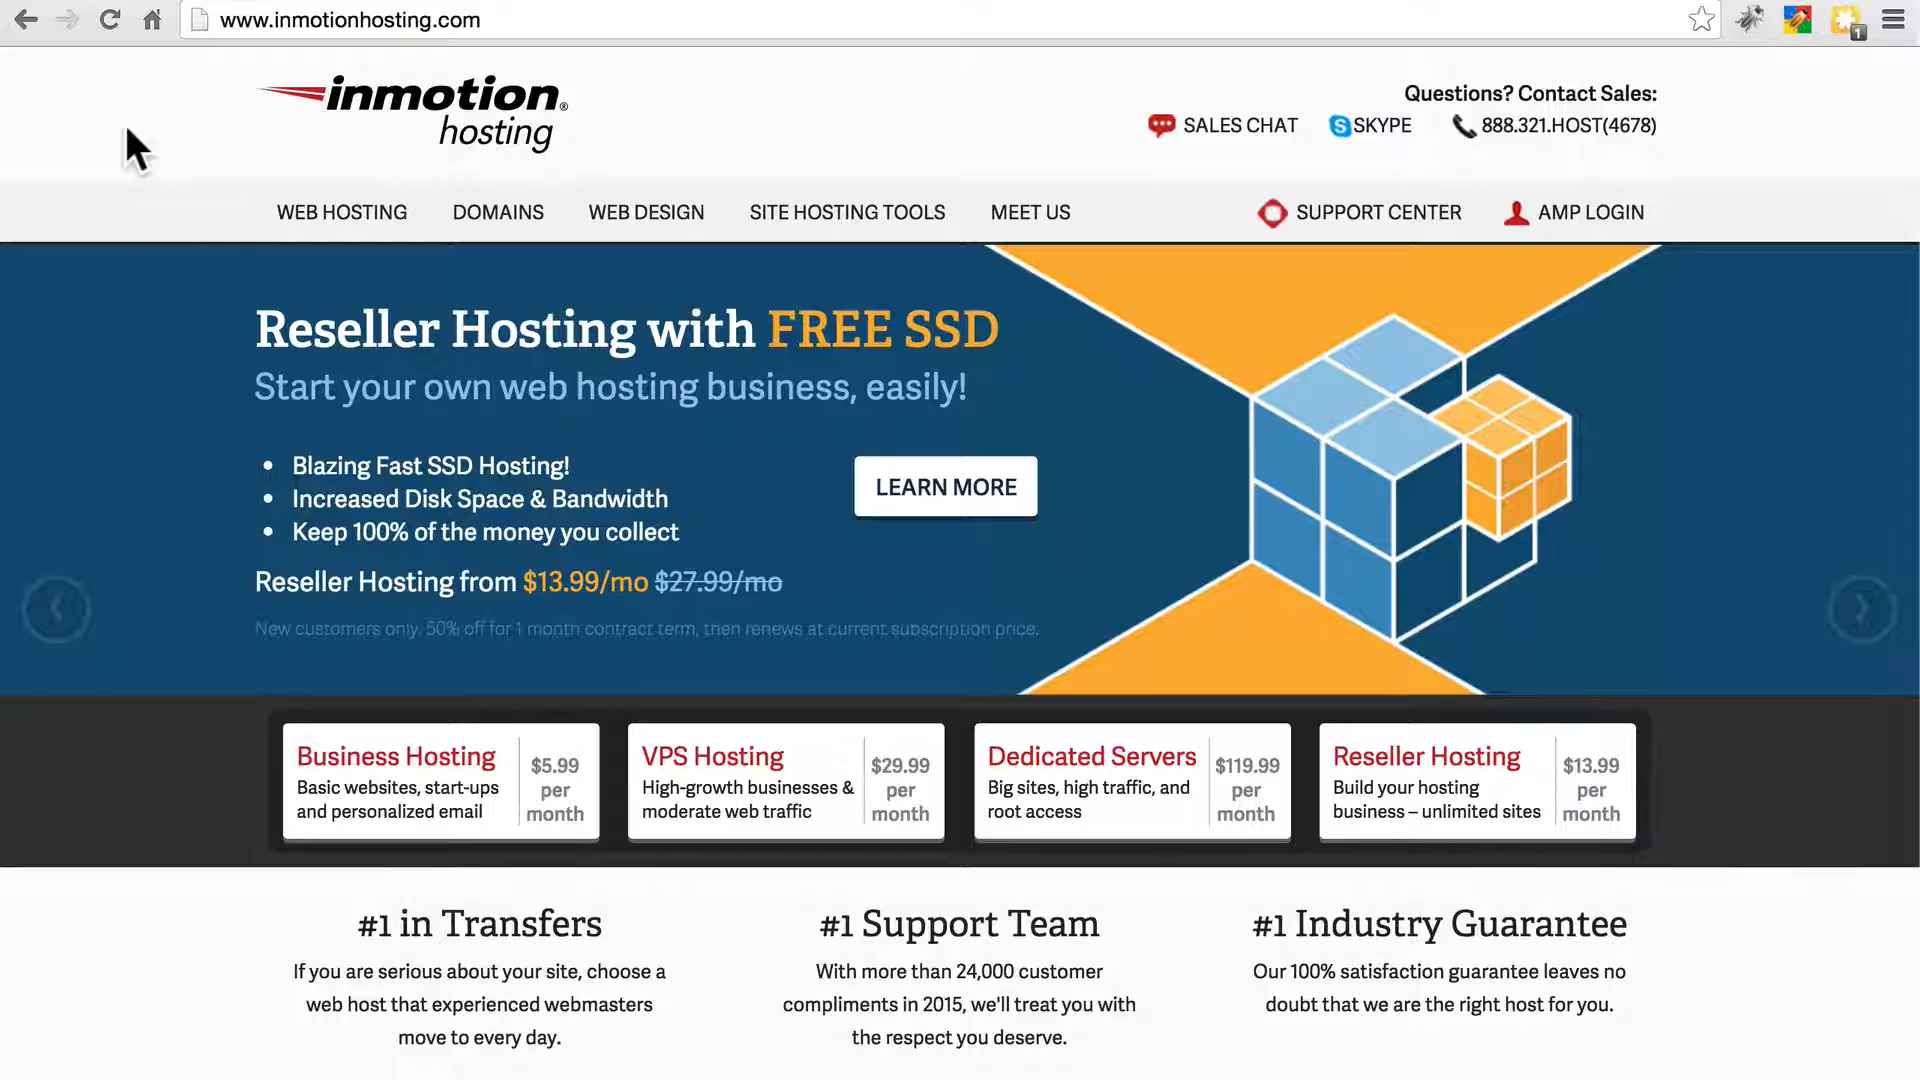 www.inmotionhosting.com
1
inmotion®
hosting
Questions? Contact Sales:
SALES CHAT
SKYPE
888.321.HOST(4678)
WEB HOSTING
DOMAINS
WEB DESIGN
SITE HOSTING TOOLS
MEET US
SUPPORT CENTER
AMP LOGIN
Reseller Hosting with FREE SSD
Start your own web hosting business, easily!
• Blazing Fast SSD Hosting!
• Increased Disk Space & Bandwidth
• Keep 100% of the money you collect
LEARN MORE
Reseller Hosting from $13.99/mo $27.99/mo
New customers only. 50% off for 1 month contract term, then renews at current subscription price.
Business Hosting
Basic websites, start-ups
and personalized email
$5.99
per
month
VPS Hosting
High-growth businesses &
moderate web traffic
$29.99
per
month
Dedicated Servers
Big sites, high traffic, and
root access
$119.99
per
month
Reseller Hosting
Build your hosting
business – unlimited sites
$13.99
per
month
#1 in Transfers
If you are serious about your site, choose a
web host that experienced webmasters
move to every day.
#1 Support Team
With more than 24,000 customer
compliments in 2015, we'll treat you with
the respect you deserve.
#1 Industry Guarantee
Our 100% satisfaction guarantee leaves no
doubt that we are the right host for you.